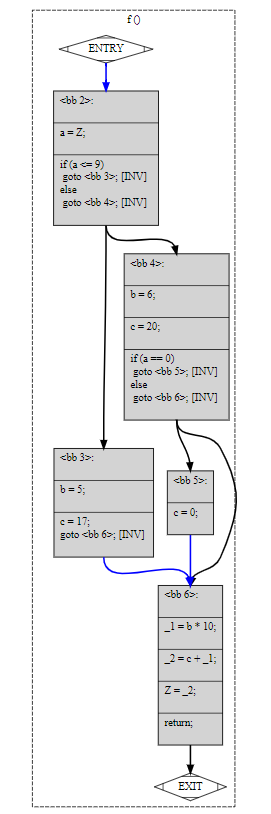 f ()
ENTRY
<bb 2>:
a = Z;
if (a <= 9)
goto <bb 3>; [INV]
else
goto <bb 4>; [INV]
<bb 4>:
b = 6;
c = 20;
if (a == 0)
goto <bb 5>; [INV]
else
goto <bb 6>; [INV]
<bb 3>:
b = 5;
c = 17;
goto <bb 6>; [INV]
<bb 5>:
c = 0;
<bb 6>:
_1 = b * 10;
_2 = c + _1;
Z = _2;
return;
EXIT